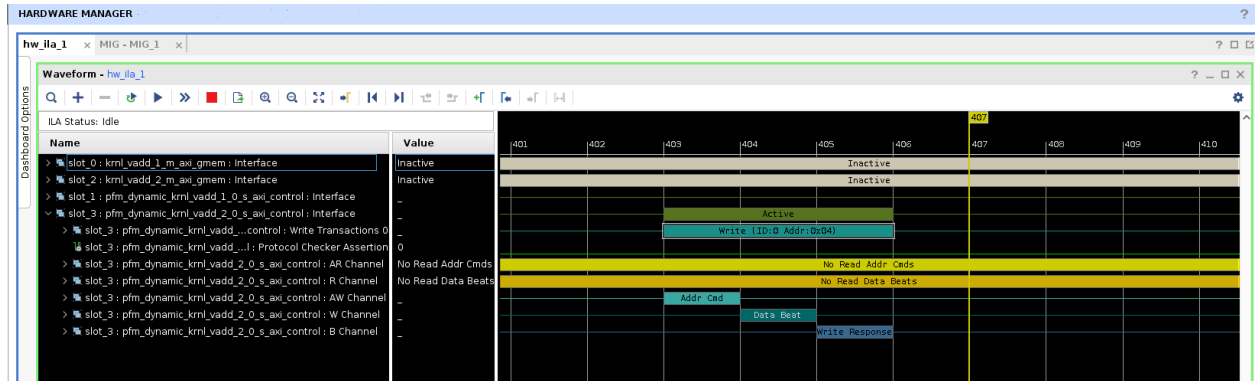 HARDWARE MANAGER
?
hw_ila_1 × MIG - MIG_1 ×
?
Dashboard Options
Waveform - hw_ila_1
?
ILA Status: Idle
407
Name Value
401 402 403 404 405 406 407 408 409 410
slot_0 : krnl_vadd_1_m_axi_gmem : Interface Inactive Inactive
slot_2 : krnl_vadd_2_m_axi_gmem : Interface Inactive Inactive
slot_1 : pfm_dynamic_krnl_vadd_1_0_s_axi_control : Interface _
slot_3 : pfm_dynamic_krnl_vadd_2_0_s_axi_control : Interface _ Active
slot_3 : pfm_dynamic_krnl_vadd_...control : Write Transactions 0 _ Write (ID:0 Addr:0x04)
slot_3 : pfm_dynamic_krnl_vadd_...l : Protocol Checker Assertion 0
slot_3 : pfm_dynamic_krnl_vadd_2_0_s_axi_control : AR Channel No Read Addr Cmds No Read Addr Cmds
slot_3 : pfm_dynamic_krnl_vadd_2_0_s_axi_control : R Channel No Read Data Beats No Read Data Beats
slot_3 : pfm_dynamic_krnl_vadd_2_0_s_axi_control : AW Channel _ Addr Cmd
slot_3 : pfm_dynamic_krnl_vadd_2_0_s_axi_control : W Channel _ Data Beat
slot_3 : pfm_dynamic_krnl_vadd_2_0_s_axi_control : B Channel _ Write Response